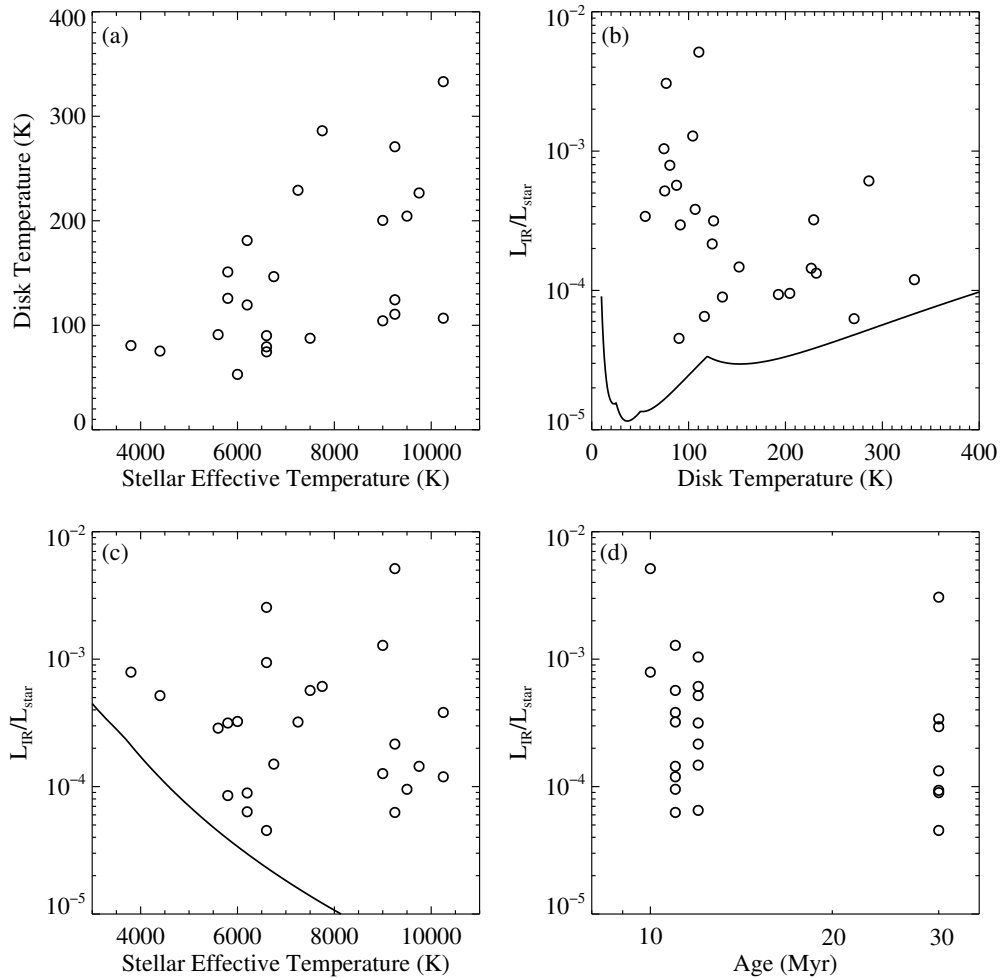 (a)
400
300
200
100
0
Disk Temperature (K)
4000 6000 8000 10000
Stellar Effective Temperature (K)
(b)
10^-2
10^-3
10^-4
10^-5
L_IR/L_star
0 100 200 300 400
Disk Temperature (K)
(c)
10^-2
10^-3
10^-4
10^-5
L_IR/L_star
4000 6000 8000 10000
Stellar Effective Temperature (K)
(d)
10^-2
10^-3
10^-4
10^-5
L_IR/L_star
10 20 30
Age (Myr)